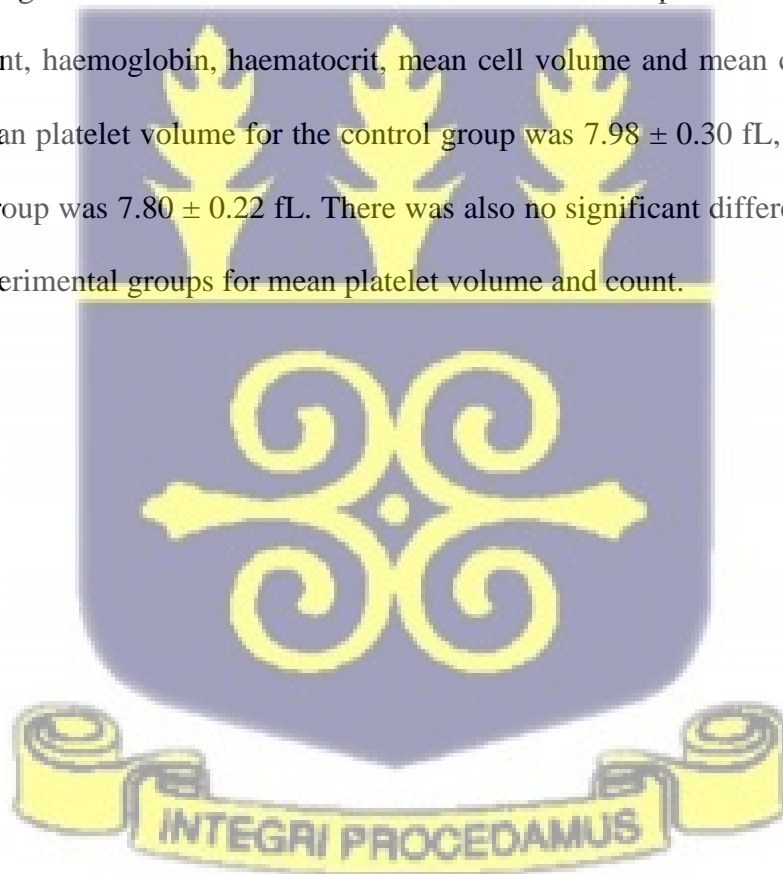 nt, haemoglobin, haematocrit, mean cell volume and mean c
an platelet volume for the control group was 7.98 ± 0.30 fL,
roup was 7.80 ± 0.22 fL. There was also no significant differe
erimental groups for mean platelet volume and count.
INTEGRI PROCEDAMUS